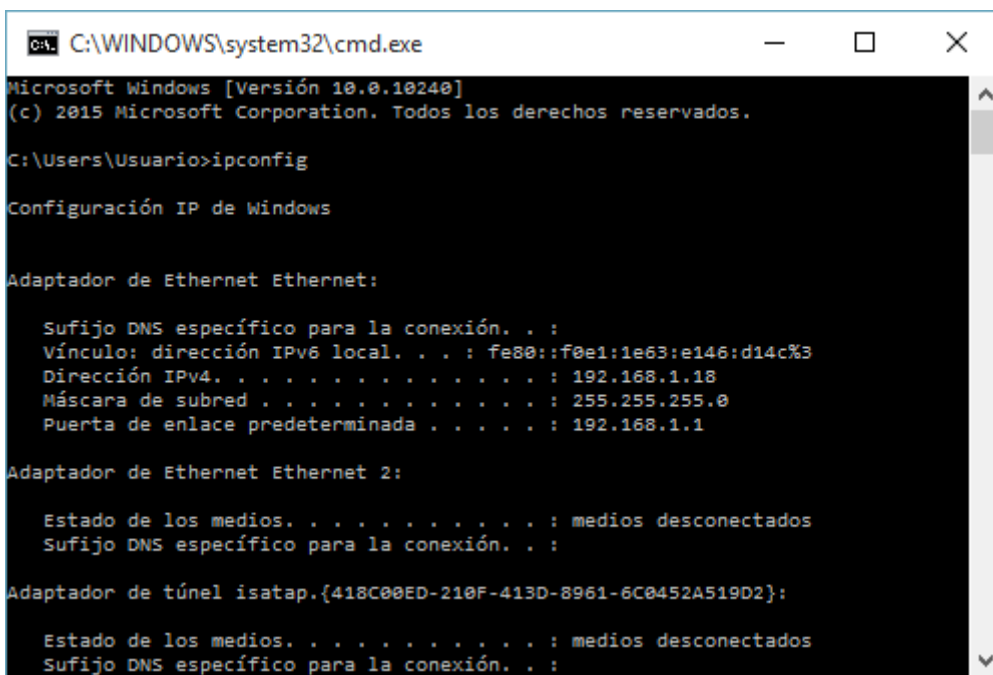 C:\WINDOWS\system32\cmd.exe
Microsoft Windows [Versión 10.0.10240]
(c) 2015 Microsoft Corporation. Todos los derechos reservados.
C:\Users\Usuario>ipconfig
Configuración IP de Windows
Adaptador de Ethernet Ethernet:
Sufijo DNS específico para la conexión. . :
Vínculo: dirección IPv6 local. . . : fe80::f0e1:1e63:e146:d14c%3
Dirección IPv4. . . . . . . . . . . . . . : 192.168.1.18
Máscara de subred . . . . . . . . . . . . : 255.255.255.0
Puerta de enlace predeterminada . . . . . : 192.168.1.1
Adaptador de Ethernet Ethernet 2:
Estado de los medios. . . . . . . . . . . : medios desconectados
Sufijo DNS específico para la conexión. . :
Adaptador de túnel isatap.{418C00ED-210F-413D-8961-6C0452A519D2}:
Estado de los medios. . . . . . . . . . . : medios desconectados
Sufijo DNS específico para la conexión. . :